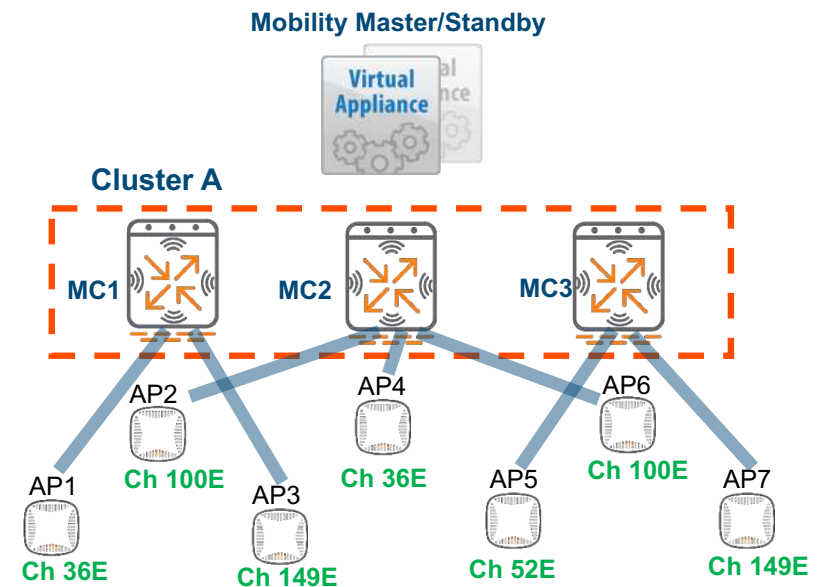 Mobility Master/Standby
Virtual
Appliance
Cluster A
MC1
MC2
MC3
AP2
AP4
AP6
Ch 100E
Ch 36E
Ch 100E
AP1
AP3
AP5
AP7
Ch 36E
Ch 149E
Ch 52E
Ch 149E